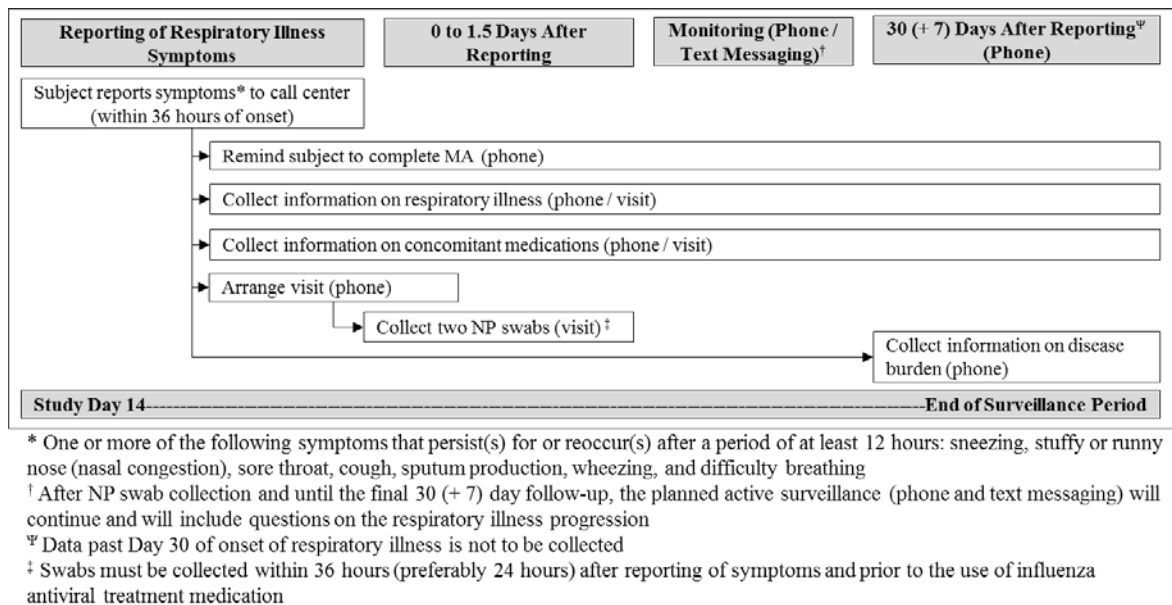 Reporting of Respiratory Illness
Symptoms
0 to 1.5 Days After
Reporting
Monitoring (Phone /
Text Messaging)†
30 (+ 7) Days After ReportingΨ
(Phone)
Subject reports symptoms* to call center
(within 36 hours of onset)
Remind subject to complete MA (phone)
Collect information on respiratory illness (phone / visit)
Collect information on concomitant medications (phone / visit)
Arrange visit (phone)
Collect two NP swabs (visit) ‡
Collect information on disease
burden (phone)
Study Day 14----------End of Surveillance Period
* One or more of the following symptoms that persist(s) for or reoccur(s) after a period of at least 12 hours: sneezing, stuffy or runny
nose (nasal congestion), sore throat, cough, sputum production, wheezing, and difficulty breathing
† After NP swab collection and until the final 30 (+ 7) day follow-up, the planned active surveillance (phone and text messaging) will
continue and will include questions on the respiratory illness progression
Ψ Data past Day 30 of onset of respiratory illness is not to be collected
‡ Swabs must be collected within 36 hours (preferably 24 hours) after reporting of symptoms and prior to the use of influenza
antiviral treatment medication